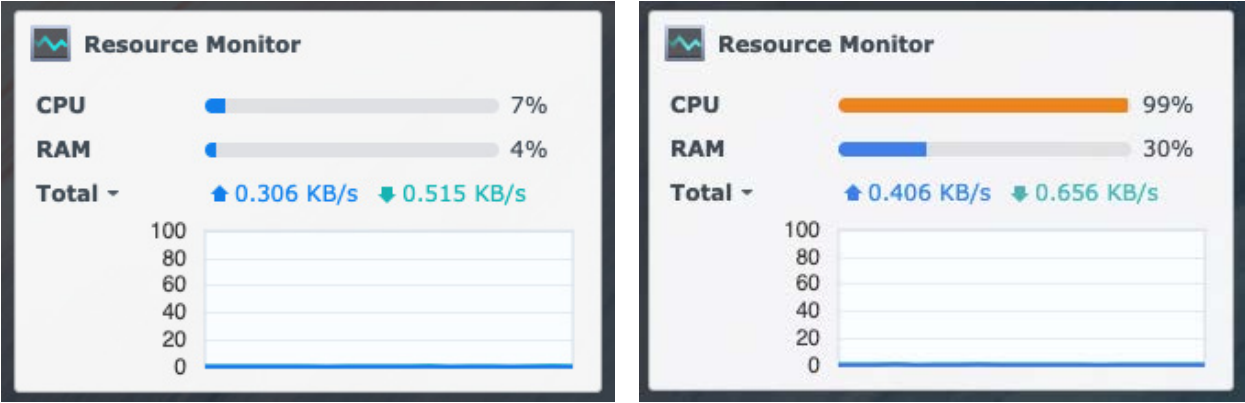 Resource Monitor
CPU 7%
RAM 4%
Total 0.306 KB/s 0.515 KB/s
100
80
60
40
20
0
Resource Monitor
CPU 99%
RAM 30%
Total 0.406 KB/s 0.656 KB/s
100
80
60
40
20
0